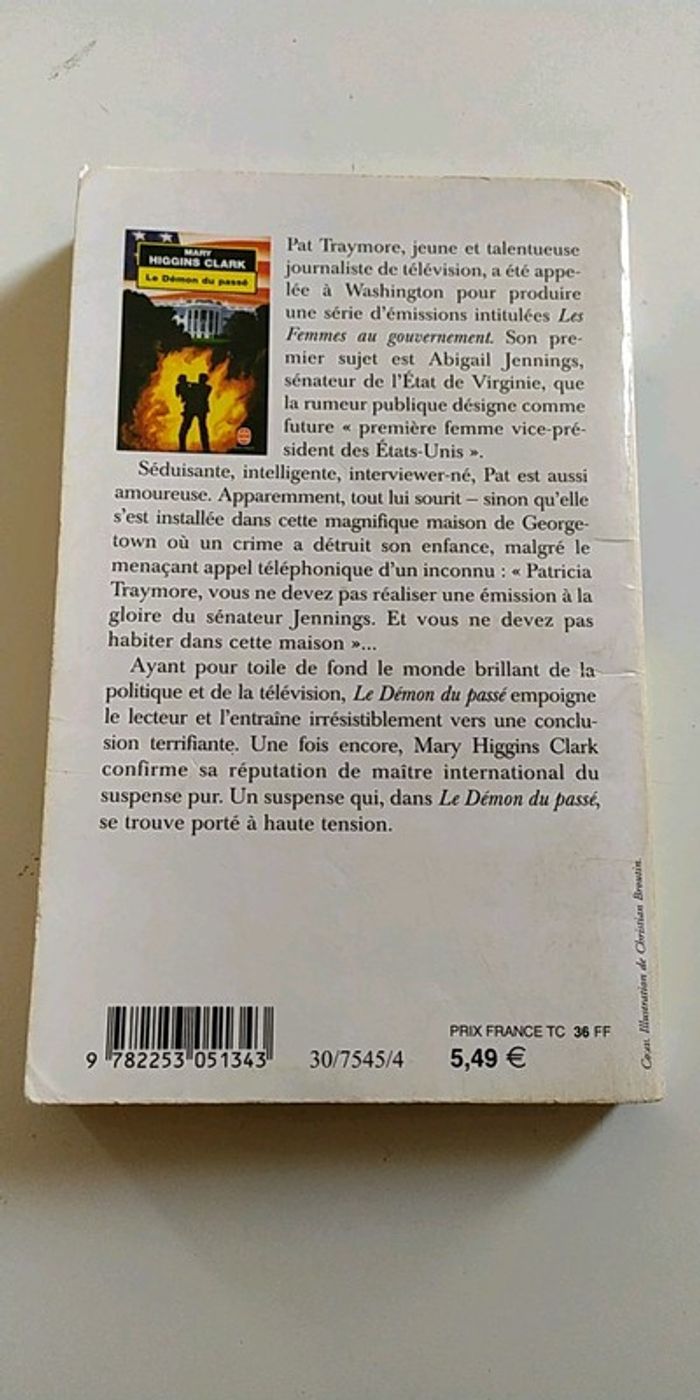 MARY
HIGGINS CLARK
Le Démon du passé
Pat Traymore, jeune et talentueuse
journaliste de télévision, a été appe-
lée à Washington pour produire
une série d'émissions intitulées Les
Femmes au gouvernement. Son pre-
mier sujet est Abigail Jennings,
sénateur de l'État de Virginie, que
la rumeur publique désigne comme
future « première femme vice-pré-
sident des États-Unis ».
Séduisante, intelligente, interviewer-né, Pat est aussi
amoureuse. Apparemment, tout lui sourit – sinon qu'elle
s'est installée dans cette magnifique maison de George-
town où un crime a détruit son enfance, malgré le
menaçant appel téléphonique d'un inconnu : « Patricia
Traymore, vous ne devez pas réaliser une émission à la
gloire du sénateur Jennings. Et vous ne devez pas
habiter dans cette maison »...
Ayant pour toile de fond le monde brillant de la
politique et de la télévision, Le Démon du passé empoigne
le lecteur et l'entraîne irrésistiblement vers une conclu-
sion terrifiante. Une fois encore, Mary Higgins Clark
confirme sa réputation de maître international du
suspense pur. Un suspense qui, dans Le Démon du passé,
se trouve porté à haute tension.
Illustration de Christian Broutin.
9 782253 051343
30/7545/4
PRIX FRANCE TC 36 FF
5,49 €